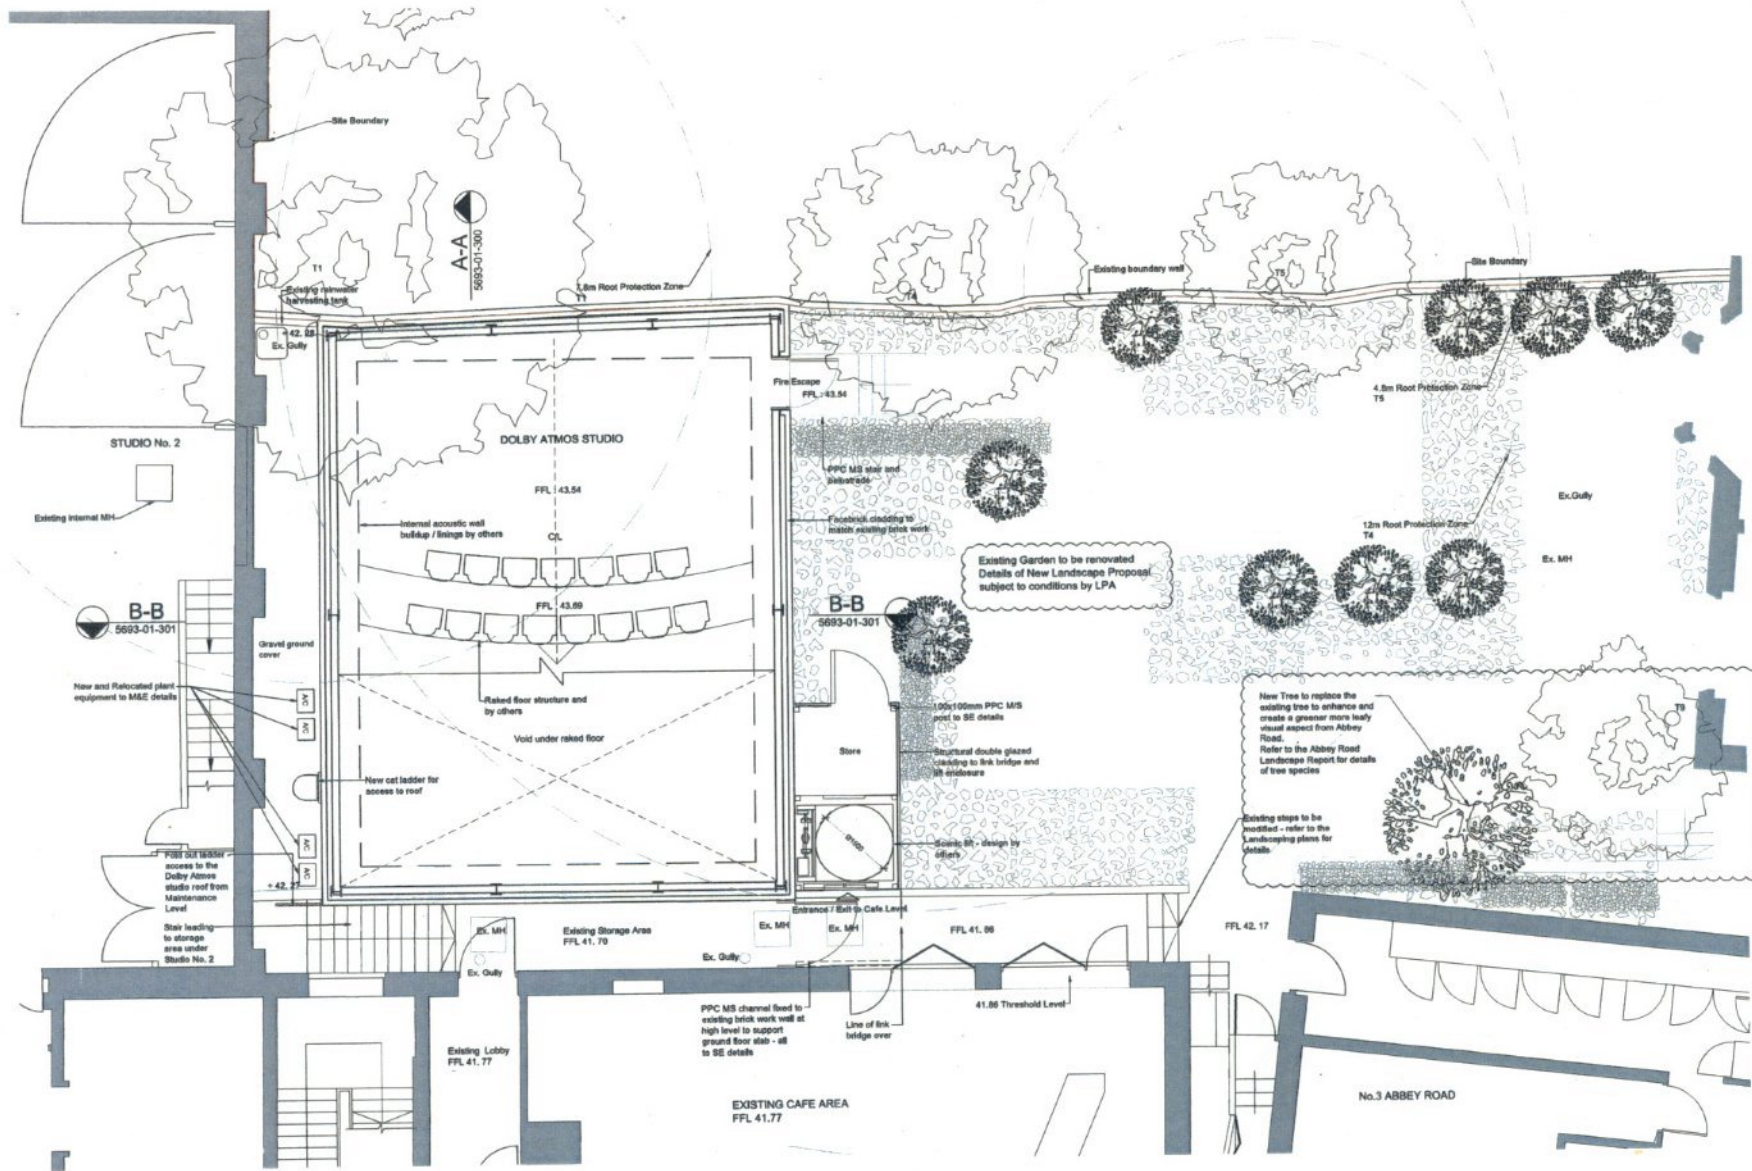 Site Boundary
T1
Existing rainwater
harvesting tank
+ 42. 28
Ex. Gully
A-A
5693-01-300
7.8m Root Protection Zone
T1
T4
Existing boundary wall
T5
Site Boundary
STUDIO No. 2
Existing internal MH
DOLBY ATMOS STUDIO
FFL : 43.54
Fire Escape
FFL : 43.54
4.8m Root Protection Zone
T5
PPC MS stair and
balustrade
Internal acoustic wall
buildup / linings by others
C/L
Facebrick cladding to
match existing brick work
Ex.Gully
12m Root Protection Zone
T4
Ex. MH
Existing Garden to be renovated
Details of New Landscape Proposal
subject to conditions by LPA
FFL : 43.69
B-B
5693-01-301
B-B
5693-01-301
Gravel ground
cover
New and Relocated plant
equipment to M&E details
A/C
A/C
Raked floor structure and
by others
Void under raked floor
New cat ladder for
access to roof
100x100mm PPC M/S
post to SE details
Store
Structural double glazed
cladding to link bridge and
lift enclosure
New Tree to replace the
existing tree to enhance and
create a greener more leafy
visual aspect from Abbey
Road.
Refer to the Abbey Road
Landscape Report for details
of tree species
T9
Existing steps to be
modified - refer to the
Landscaping plans for
details
Scenic lift - design by
others
Ø1500
A/C
A/C
Fold out ladder
access to the
Dolby Atmos
studio roof from
Maintenance
Level
+ 42. 27
Stair leading
to storage
area under
Studio No. 2
Entrance / Exit to Cafe Level
Ex. MH
Existing Storage Area
FFL 41. 70
Ex. MH
Ex. MH
FFL 41. 86
FFL 42. 17
Ex. Gully
Ex. Gully
PPC MS channel fixed to
existing brick work wall at
high level to support
ground floor slab - all
to SE details
Line of link
bridge over
41.86 Threshold Level
Existing Lobby
FFL 41. 77
EXISTING CAFE AREA
FFL 41.77
No.3 ABBEY ROAD